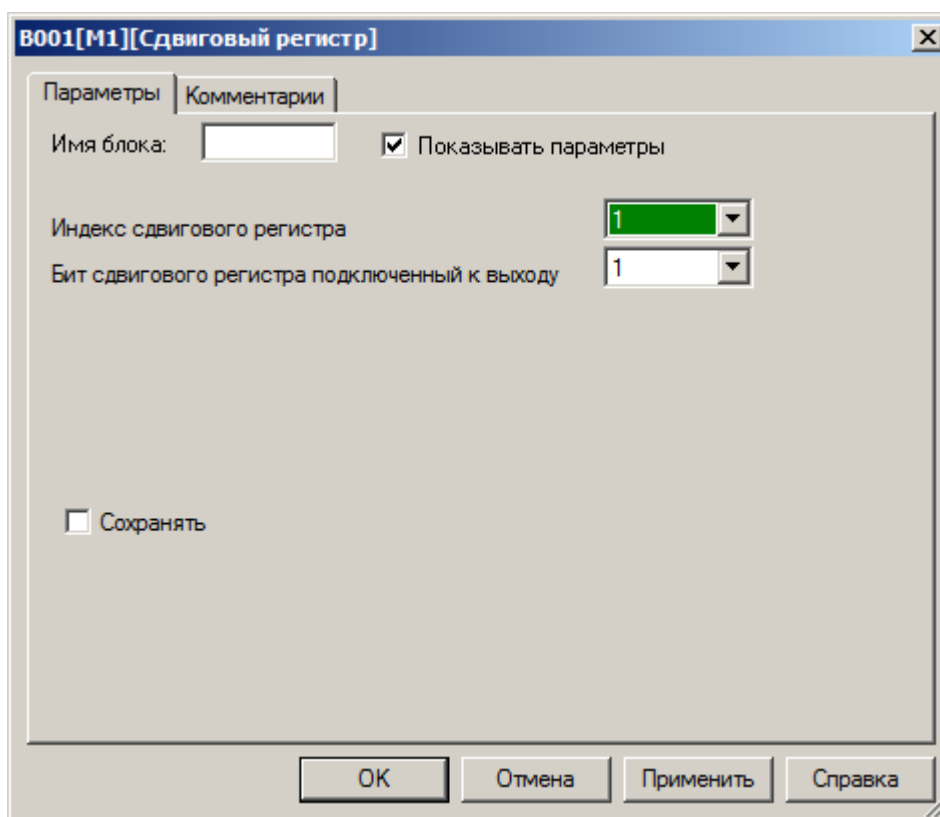 B001[M1][Сдвиговый регистр]
Параметры Комментарии
Имя блока: Показывать параметры
Индекс сдвигового регистра 1
Бит сдвигового регистра подключенный к выходу 1
Сохранять
OK Отмена Применить Справка